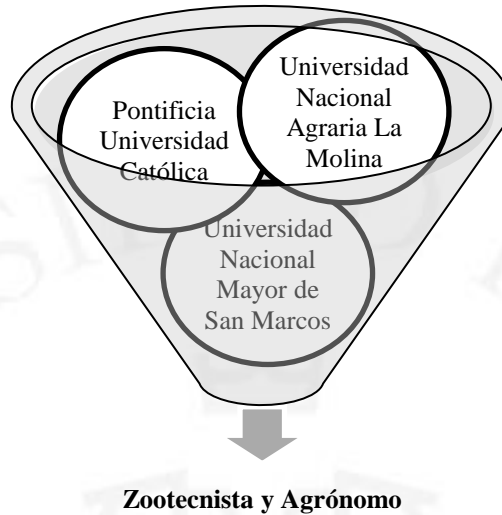 Pontificia
Universidad
Católica
Universidad
Nacional
Agraria La
Molina
Universidad
Nacional
Mayor de
San Marcos
Zootecnista y Agrónomo